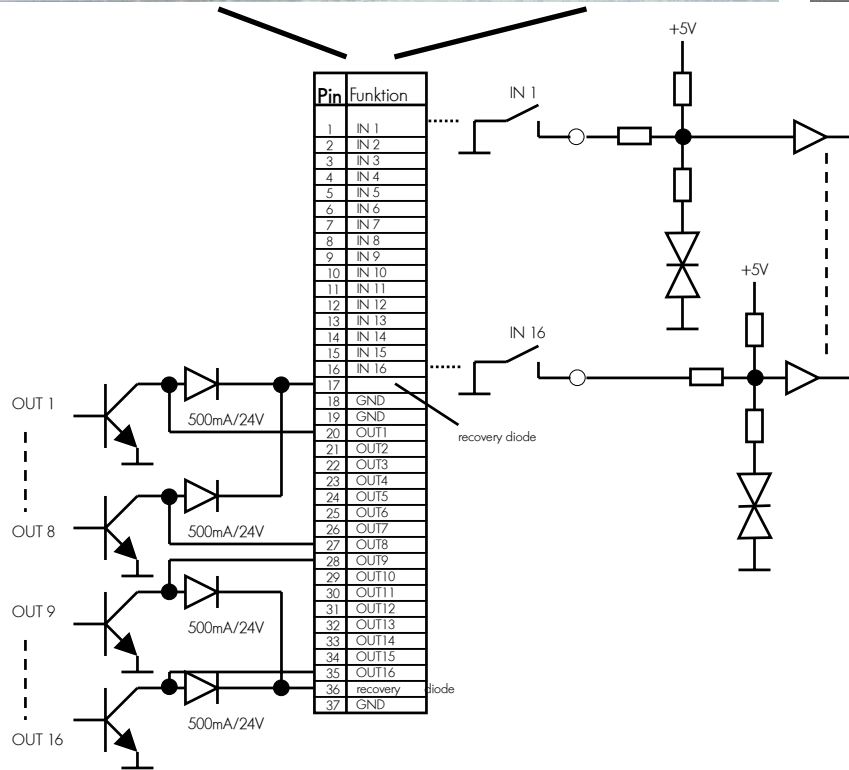 Pin Funktion
1 IN 1
2 IN 2
3 IN 3
4 IN 4
5 IN 5
6 IN 6
7 IN 7
8 IN 8
9 IN 9
10 IN 10
11 IN 11
12 IN 12
13 IN 13
14 IN 14
15 IN 15
16 IN 16
17
18 GND
19 GND
20 OUT1
21 OUT2
22 OUT3
23 OUT4
24 OUT5
25 OUT6
26 OUT7
27 OUT8
28 OUT9
29 OUT10
30 OUT11
31 OUT12
32 OUT13
33 OUT14
34 OUT15
35 OUT16
36 recovery diode
37 GND
OUT 1
500mA/24V
OUT 8
500mA/24V
OUT 9
500mA/24V
OUT 16
500mA/24V
+5V
IN 1
+5V
IN 16
recovery diode